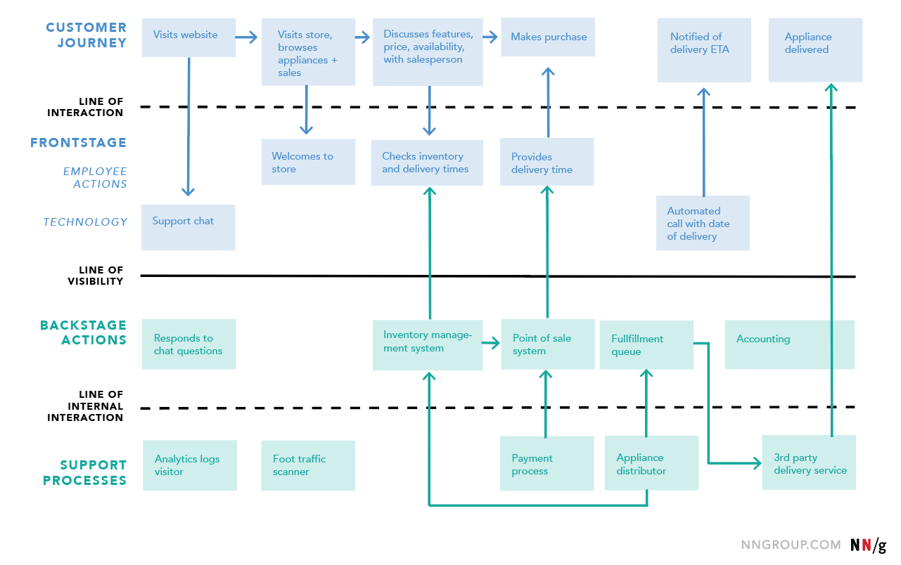 CUSTOMER
JOURNEY
Visits website
Visits store,
browses
appliances +
sales
Discusses features,
price, availability,
with salesperson
Makes purchase
Notified of
delivery ETA
Appliance
delivered
LINE OF
INTERACTION
FRONTSTAGE
EMPLOYEE
ACTIONS
Welcomes to
store
Checks inventory
and delivery times
Provides
delivery time
TECHNOLOGY
Support chat
Automated
call with date
of delivery
LINE OF
VISIBILITY
BACKSTAGE
ACTIONS
Responds to
chat questions
Inventory manage-
ment system
Point of sale
system
Fullfillment
queue
Accounting
LINE OF
INTERNAL
INTERACTION
SUPPORT
PROCESSES
Analytics logs
visitor
Foot traffic
scanner
Payment
process
Appliance
distributor
3rd party
delivery service
NNGROUP.COM NN/g